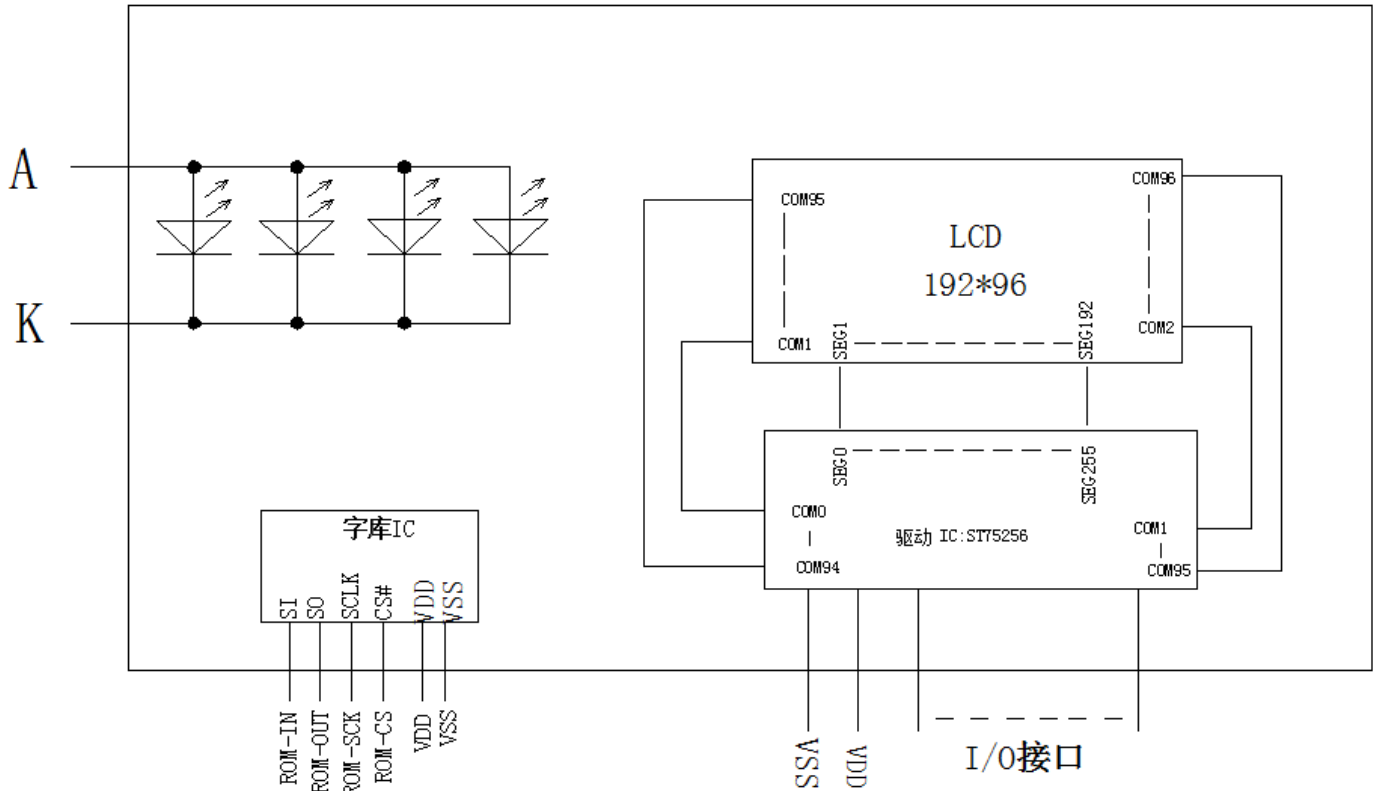 A
K
COM95
COM96
LCD
192*96
COM1
SEG1
SEG192
COM2
SEG0
SEG255
COM0
COM94
驱动 IC:ST75256
COM1
COM95
字库IC
SI
SO
SCLK
CS#
VDD
VSS
ROM-IN
ROM-OUT
ROM-SCK
ROM-CS
VDD
VSS
VSS
VDD
I/O接口